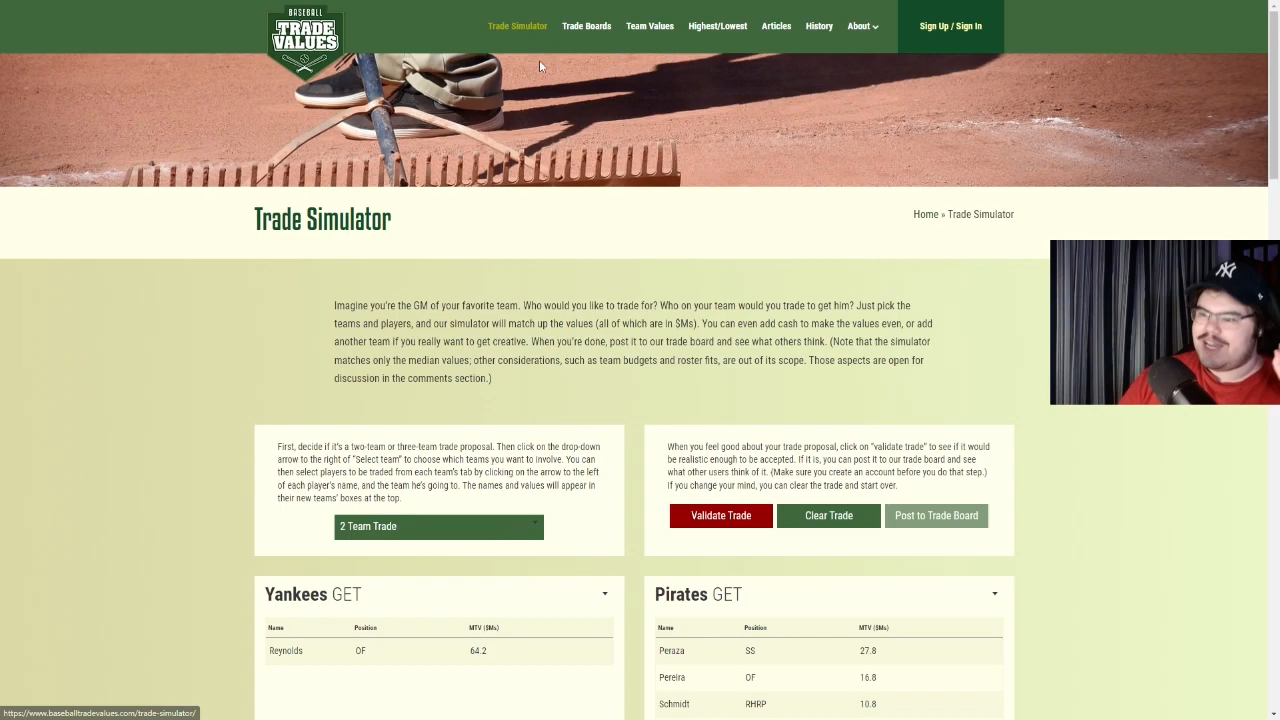 BASEBALL
TRADE
VALUES
Trade Simulator
Trade Boards
Team Values
Highest/Lowest
Articles
History
About
Sign Up / Sign In
Trade Simulator
Home » Trade Simulator
Imagine you're the GM of your favorite team. Who would you like to trade for? Who on your team would you trade to get him? Just pick the
teams and players, and our simulator will match up the values (all of which are in $Ms). You can even add cash to make the values even, or add
another team if you really want to get creative. When you're done, post it to our trade board and see what others think. (Note that the simulator
matches only the median values; other considerations, such as team budgets and roster fits, are out of its scope. Those aspects are open for
discussion in the comments section.)
First, decide if it's a two-team or three-team trade proposal. Then click on the drop-down
arrow to the right of "Select team" to choose which teams you want to involve. You can
then select players to be traded from each team's tab by clicking on the arrow to the left
of each player's name, and the team he's going to. The names and values will appear in
their new teams' boxes at the top.
2 Team Trade
When you feel good about your trade proposal, click on "validate trade" to see if it would
be realistic enough to be accepted. If it is, you can post it to our trade board and see
what other users think of it. (Make sure you create an account before you do that step.)
If you change your mind, you can clear the trade and start over.
Validate Trade
Clear Trade
Post to Trade Board
Yankees GET
Name Position MTV ($Ms)
Reynolds OF 64.2
Pirates GET
Name Position MTV ($Ms)
Peraza SS 27.8
Pereira OF 16.8
Schmidt RHRP 10.8
NY
https://www.baseballtradevalues.com/trade-simulator/